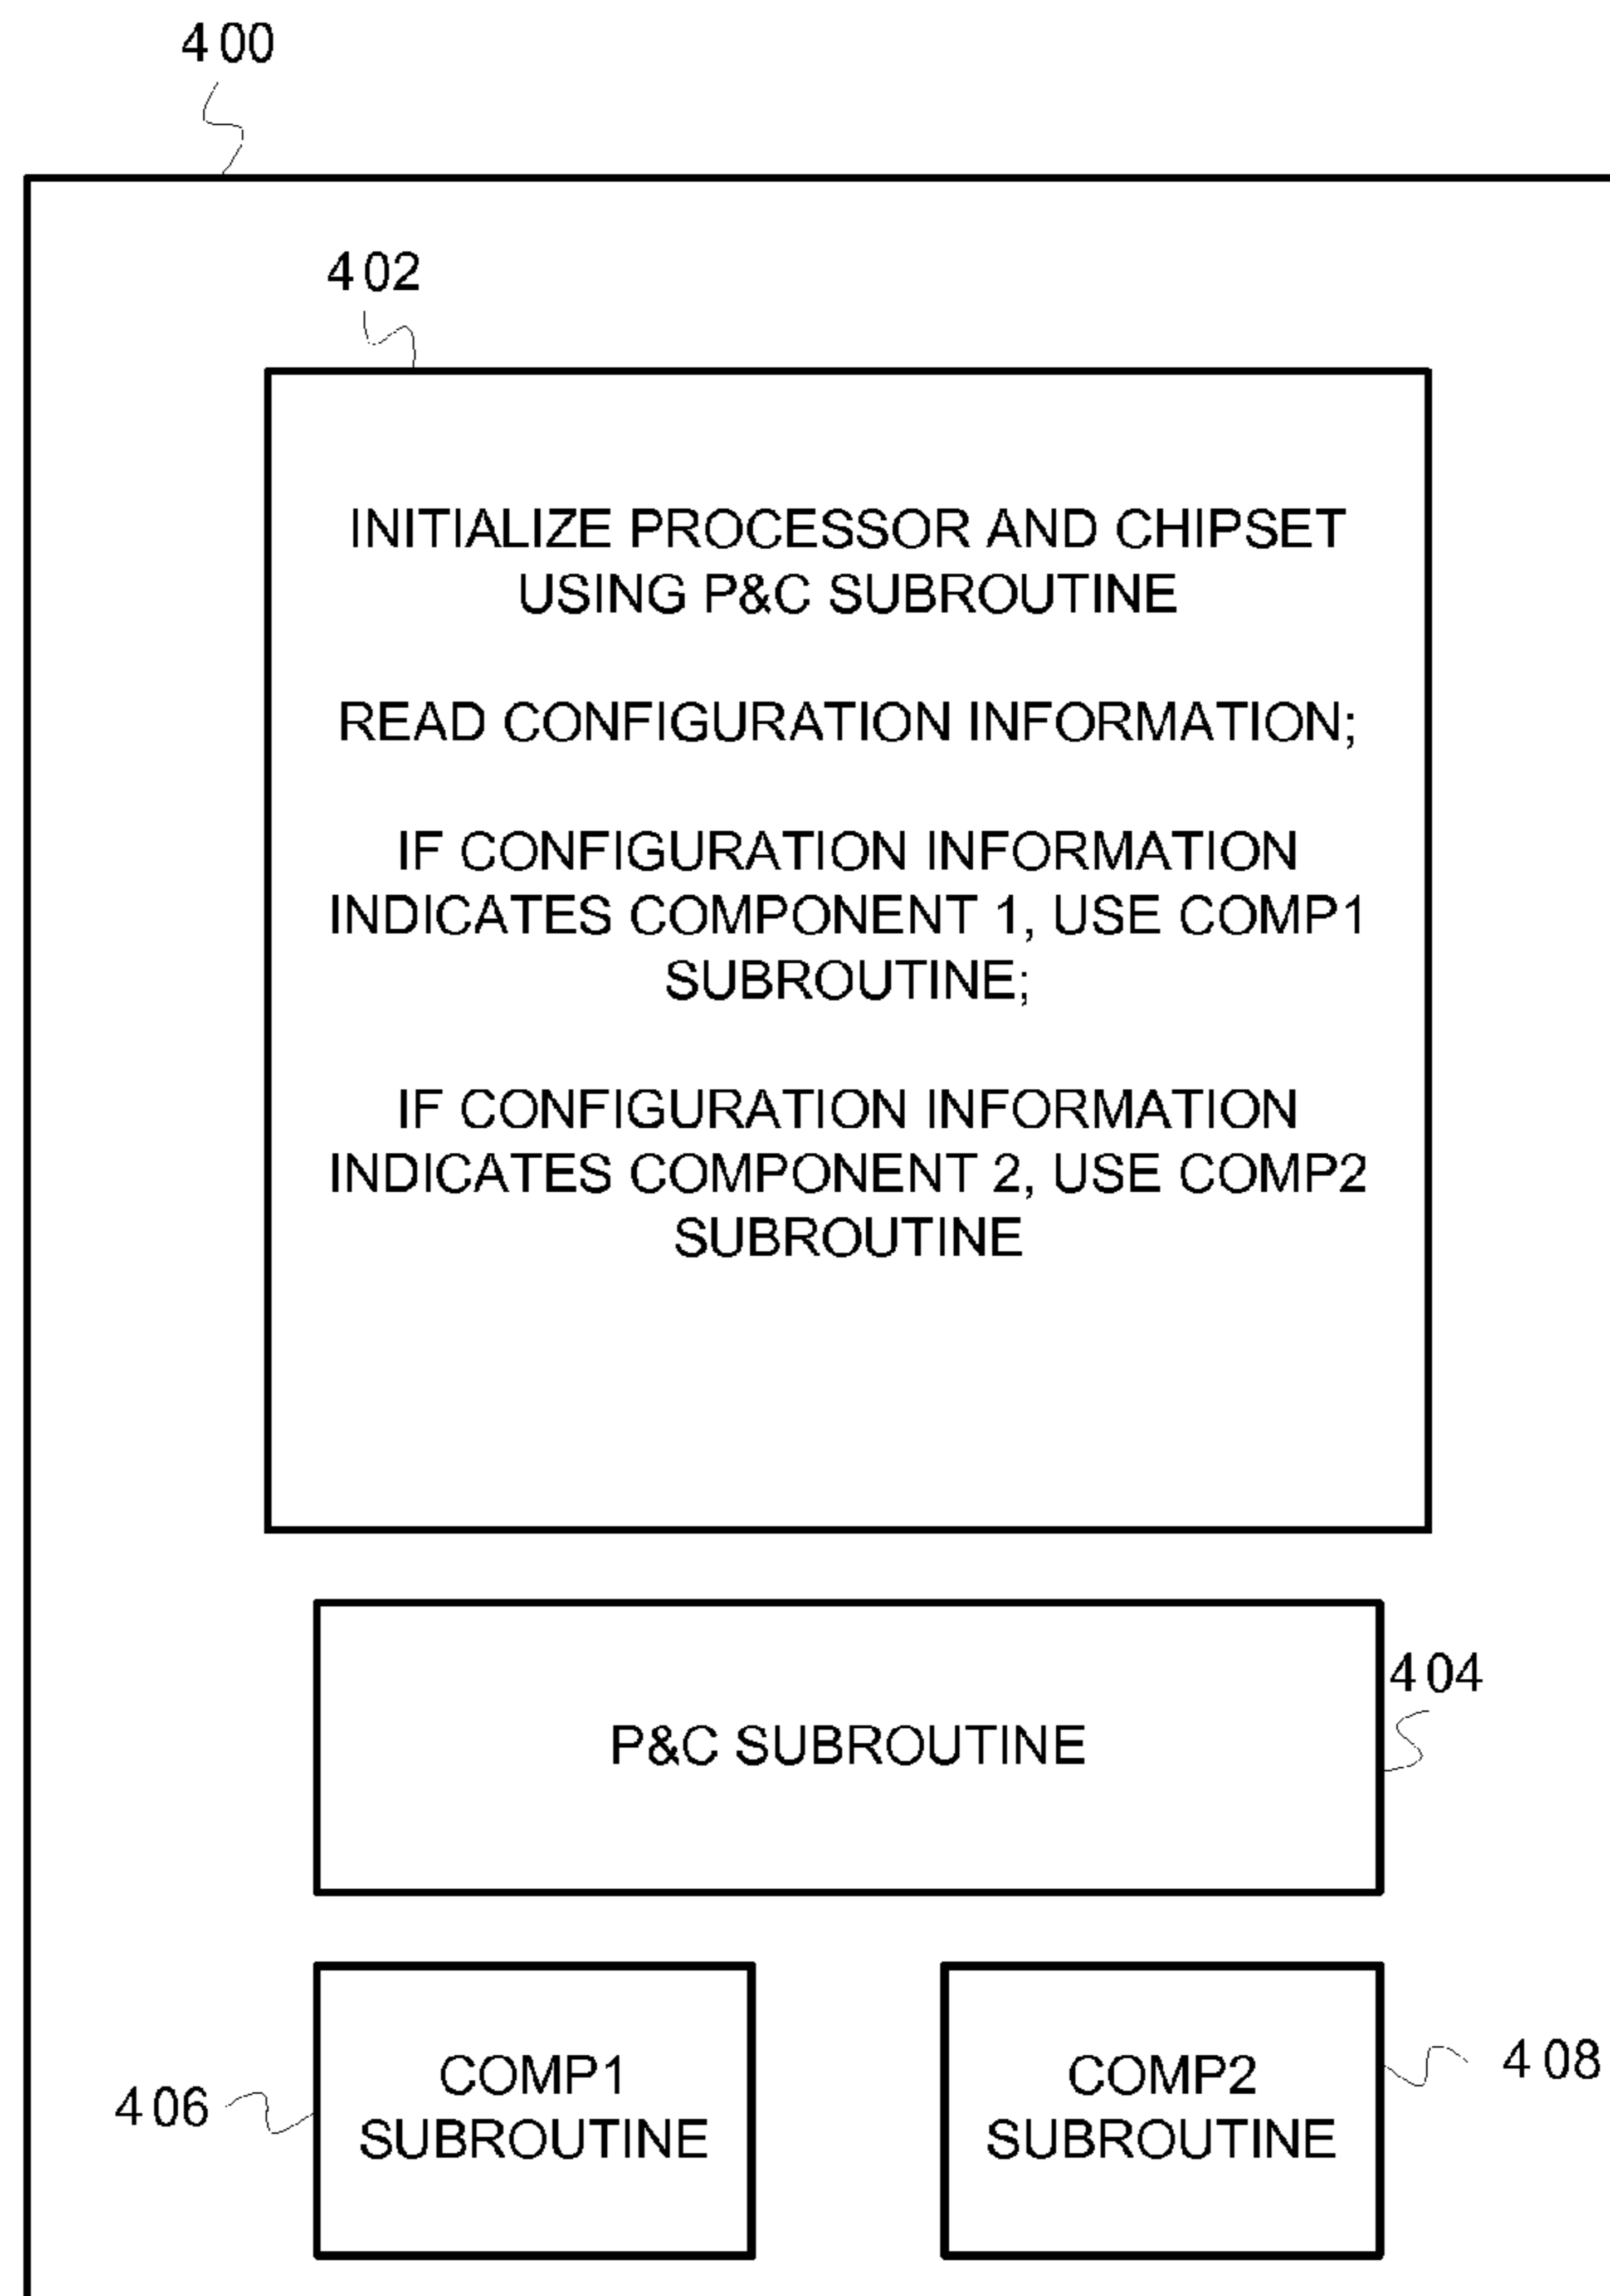 400
402
INITIALIZE PROCESSOR AND CHIPSET
USING P&C SUBROUTINE
READ CONFIGURATION INFORMATION;
IF CONFIGURATION INFORMATION
INDICATES COMPONENT 1, USE COMP1
SUBROUTINE;
IF CONFIGURATION INFORMATION
INDICATES COMPONENT 2, USE COMP2
SUBROUTINE
404
P&C SUBROUTINE
406
COMP1
SUBROUTINE
COMP2
SUBROUTINE
408